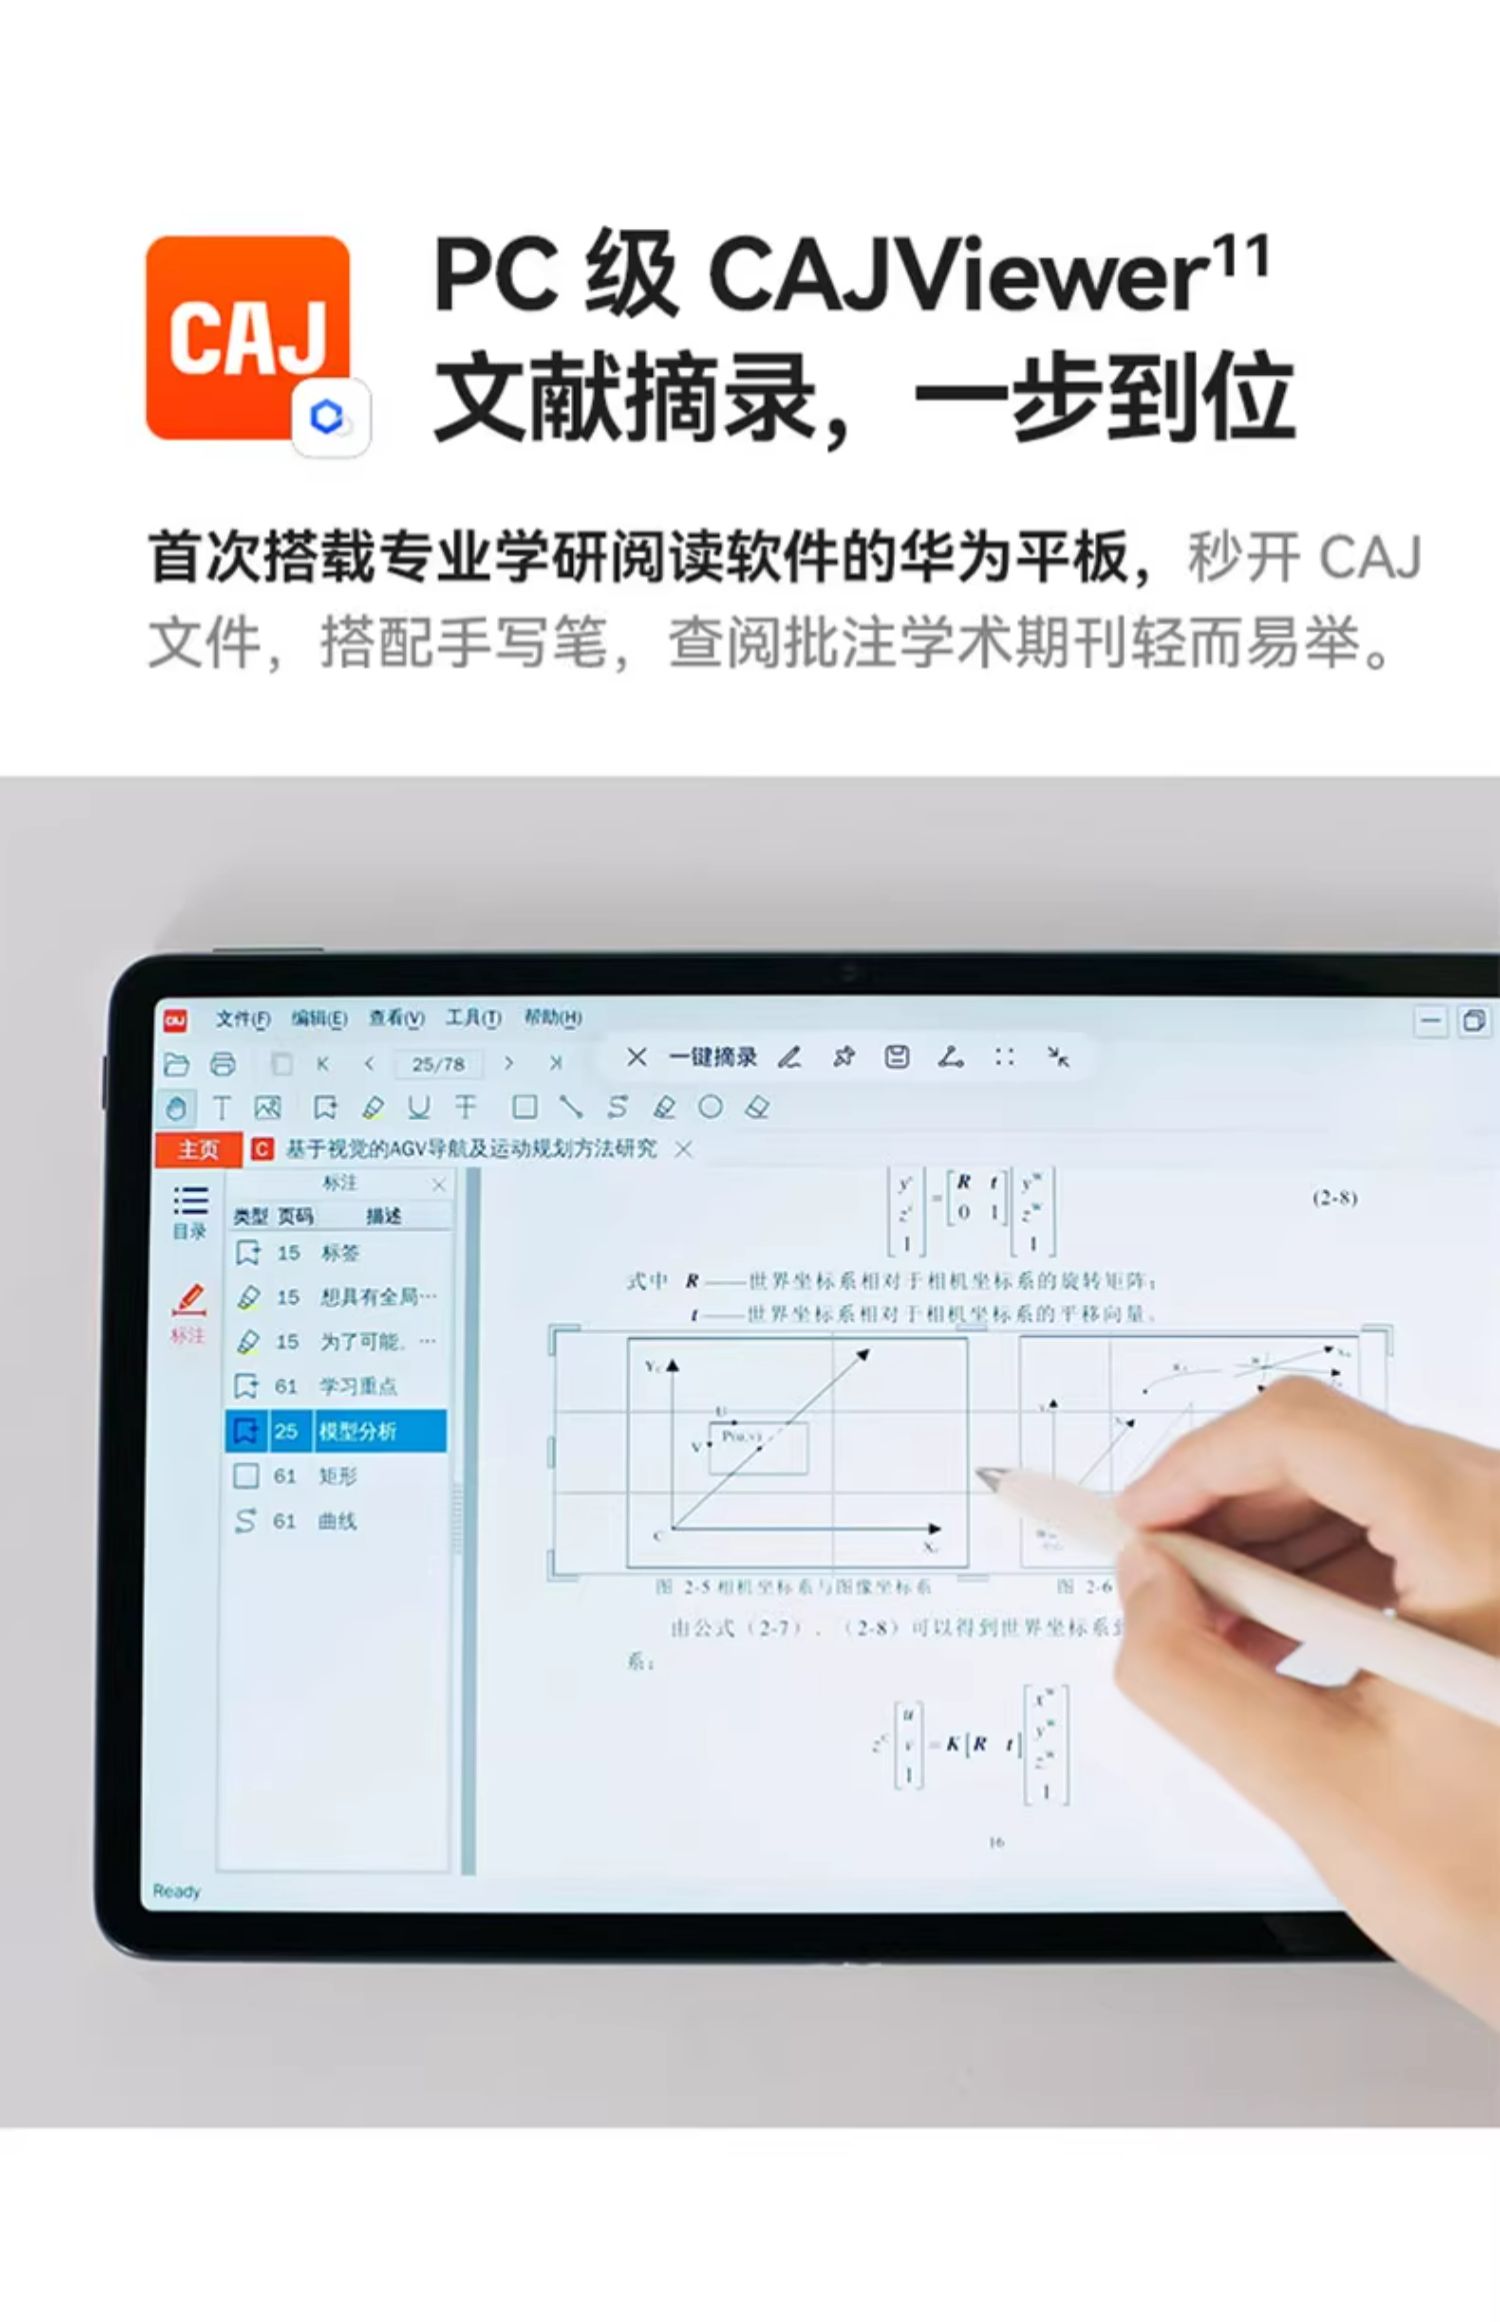 CAJ
PC 级 CAJViewer11
文献摘录，一步到位
首次搭载专业学研阅读软件的华为平板，秒开 CAJ
文件，搭配手写笔，查阅批注学术期刊轻而易举。
CAJ 文件(F) 编辑(E) 查看(V) 工具(T) 帮助(H)
25/78 一键摘录
主页 C 基于视觉的AGV导航及运动规划方法研究
目录
标注
标注
类型 页码 描述
15 标签
15 想具有全局…
15 为了可能。…
61 学习重点
25 模型分析
61 矩形
61 曲线
R t
0 1
1 1
(2-8)
式中 R——世界坐标系相对于相机坐标系的旋转矩阵；
t——世界坐标系相对于相机坐标系的平移向量。
U
V P(u,v)
C
图 2-5 相机坐标系与图像坐标系 图 2-6
由公式（2-7）、（2-8）可以得到世界坐标系
系：
K[R t]
16
Ready